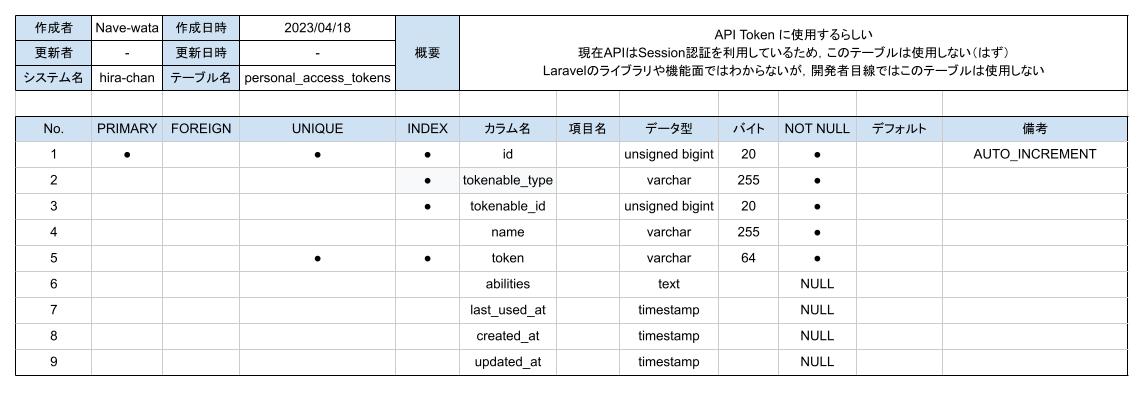 作成者 Nave-wata 作成日時 2023/04/18 概要 API Token に使用するらしい
更新者 - 更新日時 - 現在APIはSession認証を利用しているため，このテーブルは使用しない（はず）
システム名 hira-chan テーブル名 personal_access_tokens Laravelのライブラリや機能面ではわからないが，開発者目線ではこのテーブルは使用しない
No. PRIMARY FOREIGN UNIQUE INDEX カラム名 項目名 データ型 バイト NOT NULL デフォルト 備考
1 ● ● ● id unsigned bigint 20 ● AUTO_INCREMENT
2 ● tokenable_type varchar 255 ●
3 ● tokenable_id unsigned bigint 20 ●
4 name varchar 255 ●
5 ● ● token varchar 64 ●
6 abilities text NULL
7 last_used_at timestamp NULL
8 created_at timestamp NULL
9 updated_at timestamp NULL